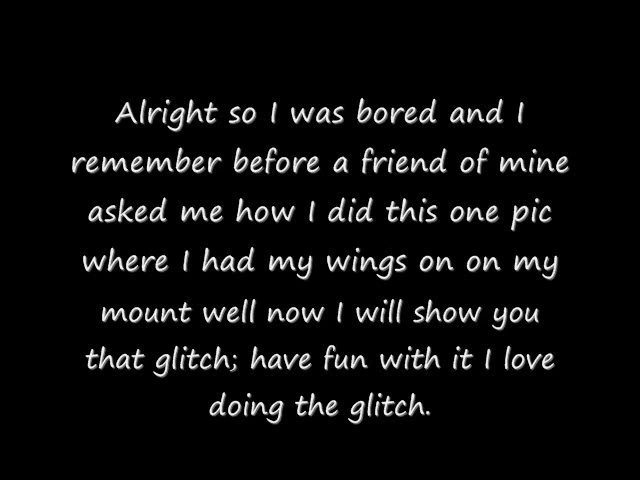 Alright so I was bored and I
remember before a friend of mine
asked me how I did this one pic
where I had my wings on on my
mount well now I will show you
that glitch; have fun with it I love
doing the glitch.